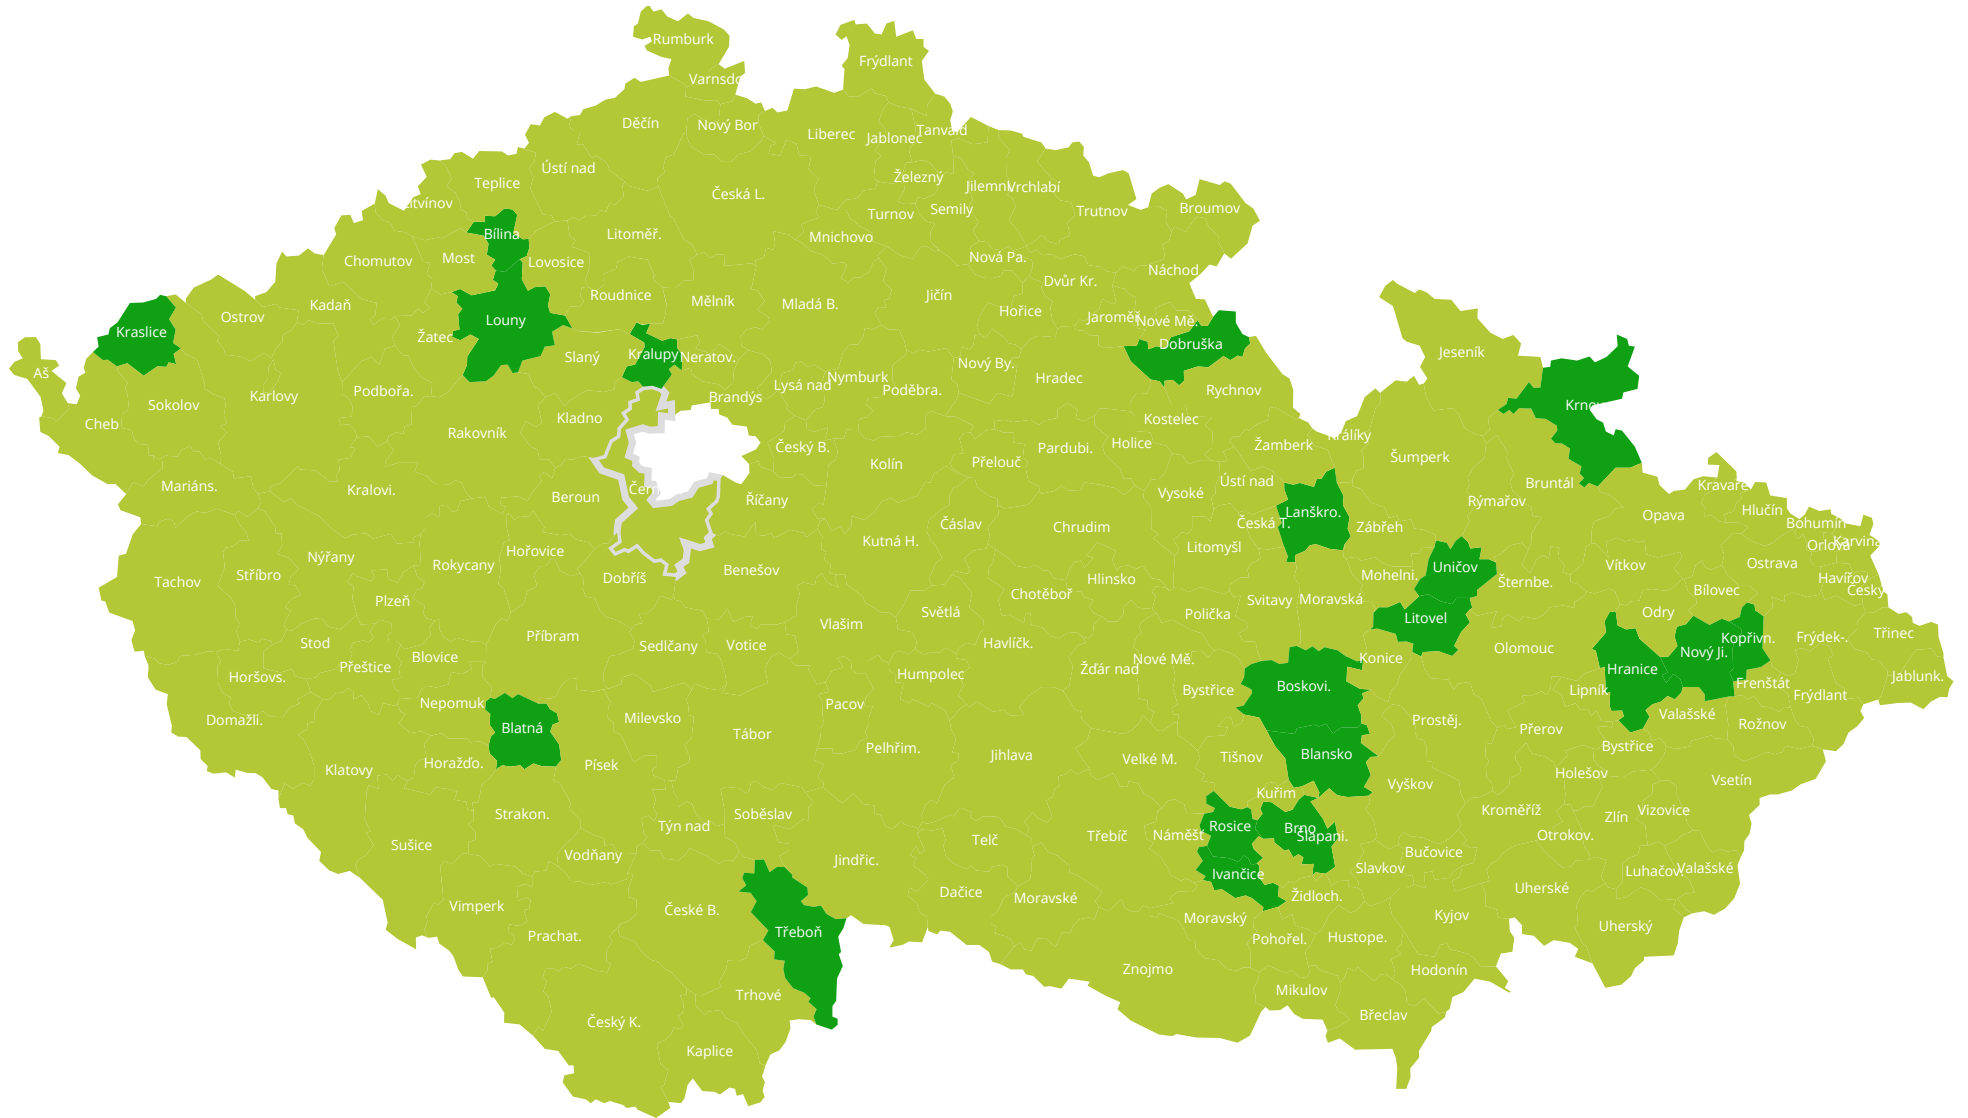 Rumburk
Frýdlant
Varnsdo
Děčín
Nový Bor
Liberec
Jablonec
Tanvald
Ústí nad
Teplice
Česká L.
Železný
Jilemni.
Vrchlabí
Litvínov
Turnov
Semily
Trutnov
Broumov
Bílina
Litoměř.
Mnichovo
Chomutov
Most
Lovosice
Nová Pa.
Náchod
Kadaň
Roudnice
Mělník
Mladá B.
Jičín
Dvůr Kr.
Ostrov
Louny
Hořice
Jaroměř
Nové Mě.
Kraslice
Žatec
Dobruška
Slaný
Kralupy
Neratov.
Jeseník
Aš
Nový By.
Karlovy
Podbořa.
Lysá nad
Nymburk
Poděbra.
Hradec
Rychnov
Sokolov
Brandýs
Krnov
Cheb
Kladno
Kostelec
Rakovník
Český B.
Pardubi.
Holice
Žamberk
Králíky
Kolín
Přelouč
Šumperk
Mariáns.
Kralovi.
Beroun
Čern
Říčany
Vysoké
Ústí nad
Bruntál
Kravaře
Rýmařov
Čáslav
Chrudim
Lanškro.
Opava
Hlučín
Česká T.
Zábřeh
Bohumín
Kutná H.
Litomyšl
Orlová
Karviná
Nýřany
Hořovice
Stříbro
Rokycany
Dobříš
Benešov
Hlinsko
Mohelni.
Uničov
Šternbe.
Vítkov
Ostrava
Havířov
Tachov
Plzeň
Chotěboř
Svitavy
Moravská
Bílovec
Český
Vlašim
Světlá
Polička
Litovel
Odry
Příbram
Stod
Sedlčany
Votice
Havlíčk.
Olomouc
Kopřivn.
Frýdek-.
Třinec
Přeštice
Blovice
Nové Mě.
Konice
Nový Ji.
Horšovs.
Humpolec
Žďár nad
Hranice
Jablunk.
Nepomuk
Pacov
Bystřice
Boskovi.
Lipník
Frenštát
Frýdlant
Domažli.
Blatná
Milevsko
Prostěj.
Valašské
Rožnov
Tábor
Pelhřim.
Jihlava
Velké M.
Tišnov
Blansko
Přerov
Bystřice
Klatovy
Horažďo.
Písek
Vyškov
Holešov
Vsetín
Kuřim
Strakon.
Soběslav
Týn nad
Telč
Třebíč
Náměšť
Rosice
Brno
Šlapani.
Kroměříž
Otrokov.
Zlín
Vizovice
Sušice
Vodňany
Jindřic.
Slavkov
Bučovice
Luhačov
Valašské
Dačice
Moravské
Ivančice
Židloch.
Uherské
Vimperk
České B.
Třeboň
Moravský
Kyjov
Uherský
Prachat.
Pohořel.
Hustope.
Znojmo
Hodonín
Trhové
Mikulov
Český K.
Břeclav
Kaplice